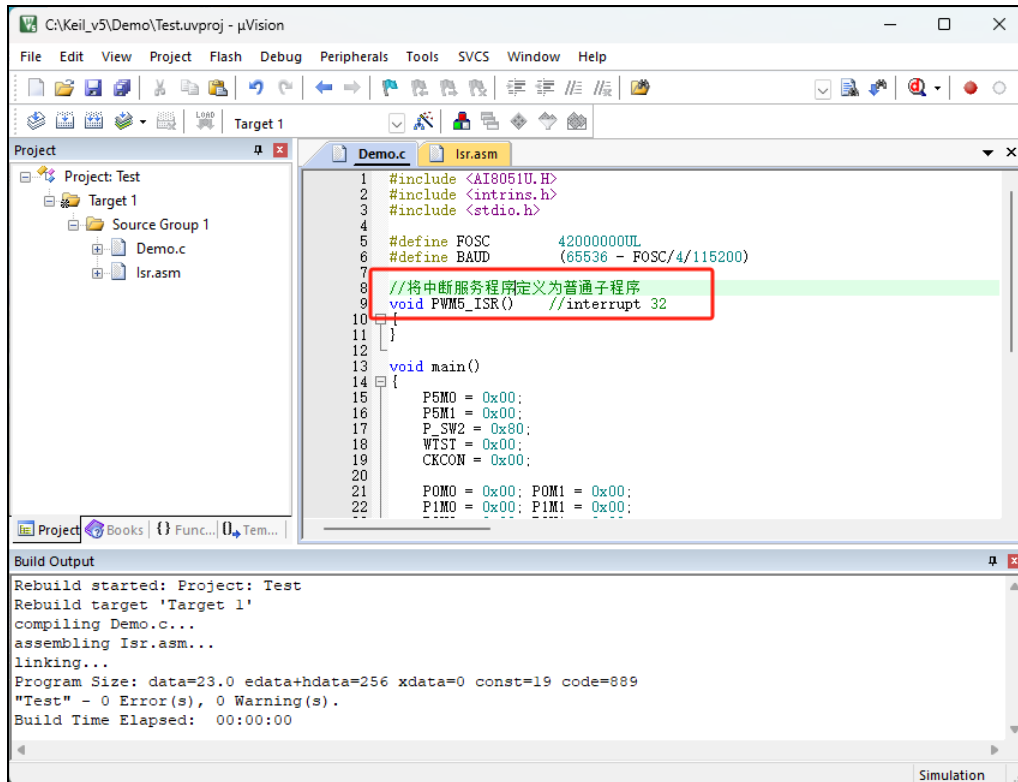 C:\Keil_v5\Demo\Test.uvproj - µVision
File Edit View Project Flash Debug Peripherals Tools SVCS Window Help
LOAD Target 1
Project
Project: Test
Target 1
Source Group 1
Demo.c
Isr.asm
Project Books {} Func... Tem...
Demo.c Isr.asm
1 #include <AI8051U.H>
2 #include <intrins.h>
3 #include <stdio.h>
4
5 #define FOSC 42000000UL
6 #define BAUD (65536 - FOSC/4/115200)
7
8 //将中断服务程序定义为普通子程序
9 void PWM5_ISR() //interrupt 32
10 {
11 }
12
13 void main()
14 {
15 P5M0 = 0x00;
16 P5M1 = 0x00;
17 P_SW2 = 0x80;
18 WTST = 0x00;
19 CKCON = 0x00;
20
21 P0M0 = 0x00; P0M1 = 0x00;
22 P1M0 = 0x00; P1M1 = 0x00;
Build Output
Rebuild started: Project: Test
Rebuild target 'Target 1'
compiling Demo.c...
assembling Isr.asm...
linking...
Program Size: data=23.0 edata+hdata=256 xdata=0 const=19 code=889
"Test" - 0 Error(s), 0 Warning(s).
Build Time Elapsed: 00:00:00
Simulation